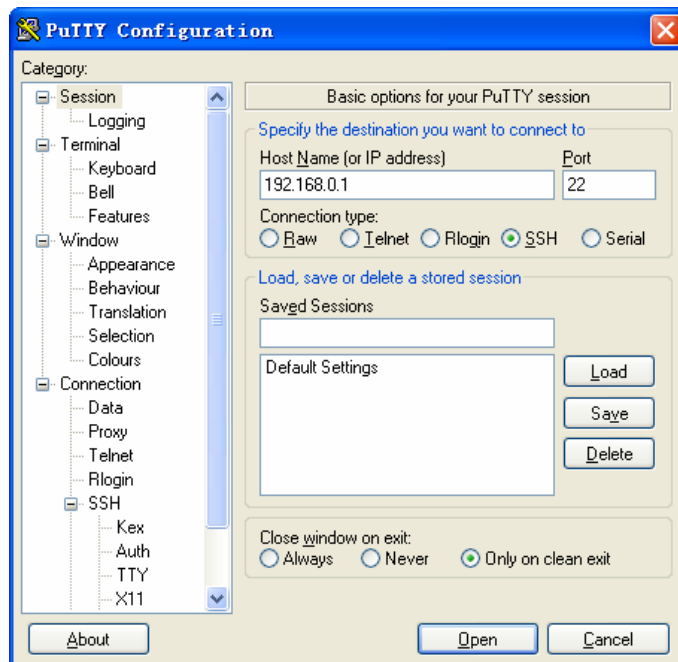 PuTTY Configuration
Category:
Session
Logging
Terminal
Keyboard
Bell
Features
Window
Appearance
Behaviour
Translation
Selection
Colours
Connection
Data
Proxy
Telnet
Rlogin
SSH
Kex
Auth
TTY
X11
Basic options for your PuTTY session
Specify the destination you want to connect to
Host Name (or IP address) Port
192.168.0.1 22
Connection type:
Raw Telnet Rlogin SSH Serial
Load, save or delete a stored session
Saved Sessions
Default Settings
Load
Save
Delete
Close window on exit:
Always Never Only on clean exit
About Open Cancel